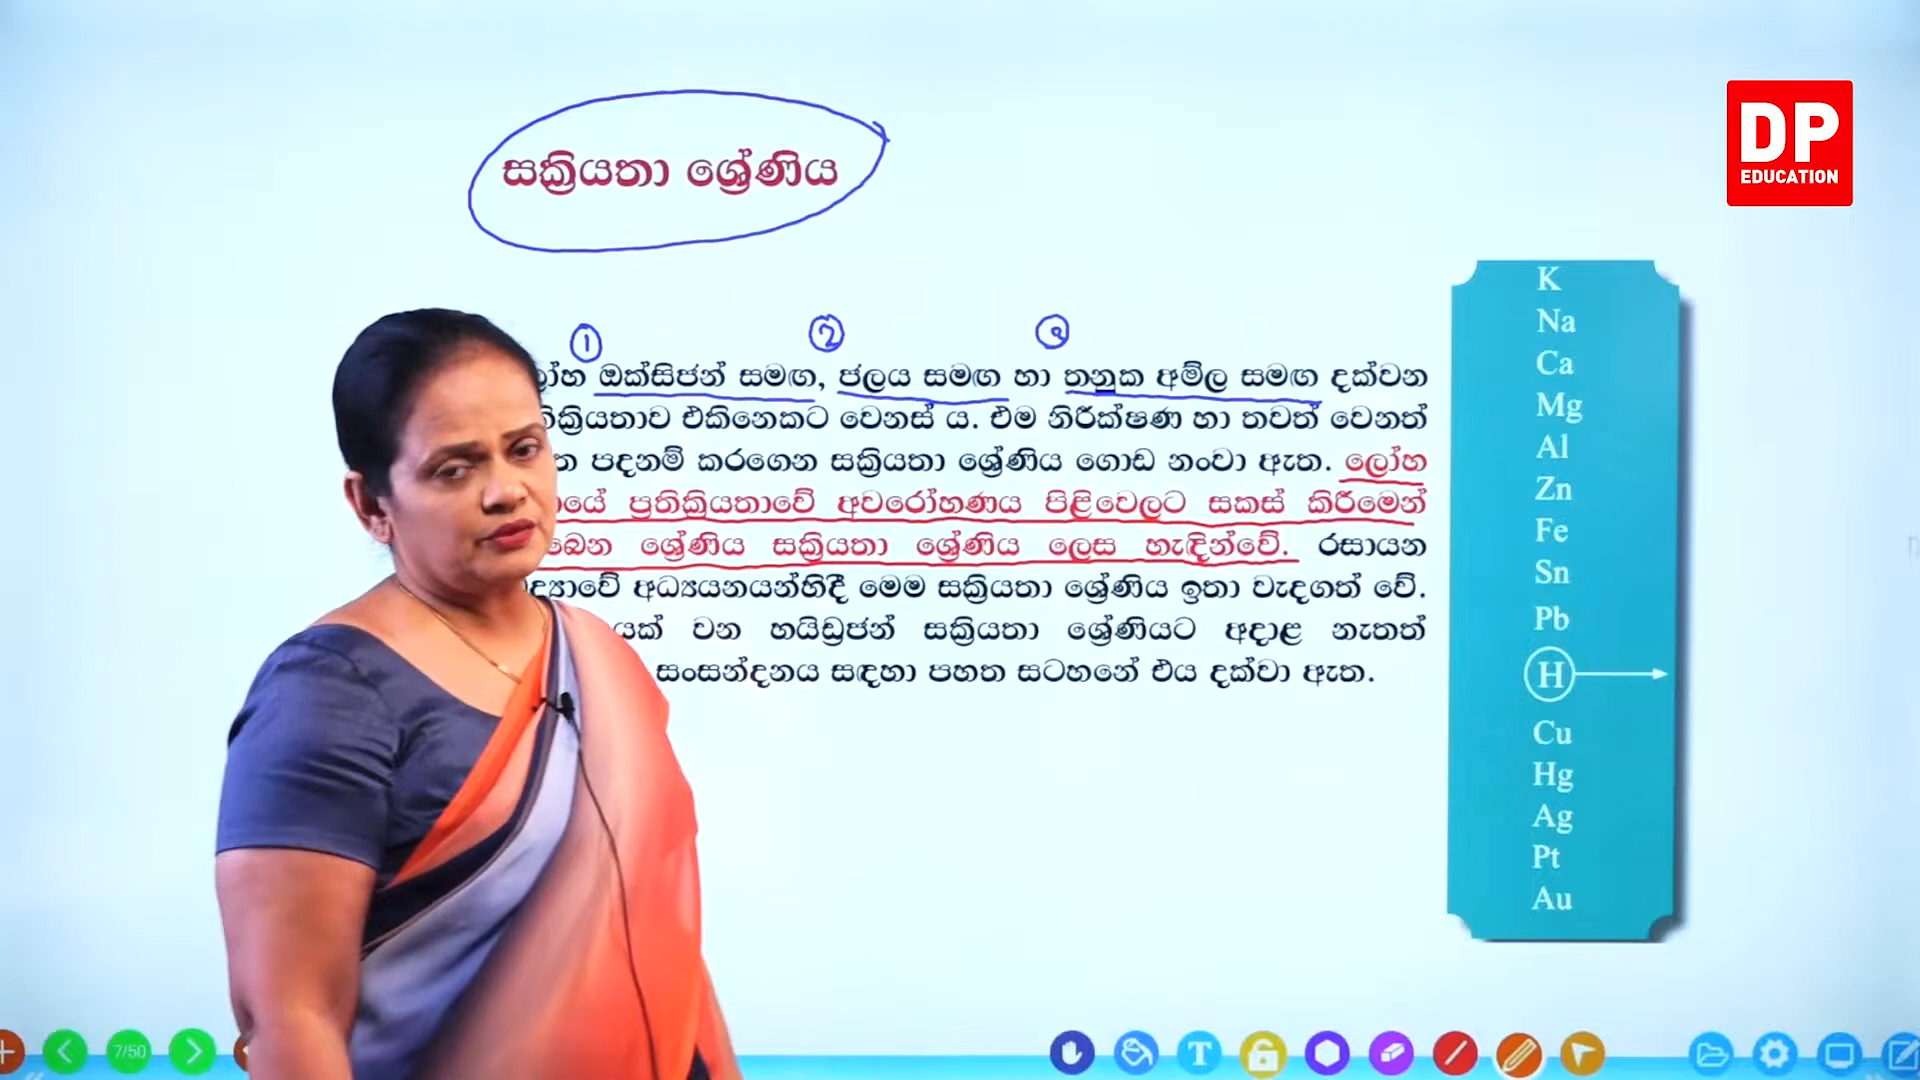 සක්‍රියතා ශ්‍රේණිය
DP
EDUCATION
1 2 3
ඔක්සිජන් සමඟ, ජලය සමඟ හා තනුක අම්ල සමඟ දක්වන
එකිනෙකට වෙනස් ය. එම නිරීක්ෂණ හා තවත් වෙනත්
පදනම් කරගෙන සක්‍රියතා ශ්‍රේණිය ගොඩ නංවා ඇත. ලෝහ
ප්‍රතික්‍රියතාවේ අවරෝහණය පිළිවෙලට සකස් කිරීමෙන්
ශ්‍රේණිය සක්‍රියතා ශ්‍රේණිය ලෙස හැඳින්වේ. රසායන
අධ්‍යයනයන්හිදී මෙම සක්‍රියතා ශ්‍රේණිය ඉතා වැදගත් වේ.
වන හයිඩ්‍රජන් සක්‍රියතා ශ්‍රේණියට අදාළ නැතත්
සංසන්දනය සඳහා පහත සටහනේ එය දක්වා ඇත.
K
Na
Ca
Mg
Al
Zn
Fe
Sn
Pb
H
Cu
Hg
Ag
Pt
Au
7/50
T